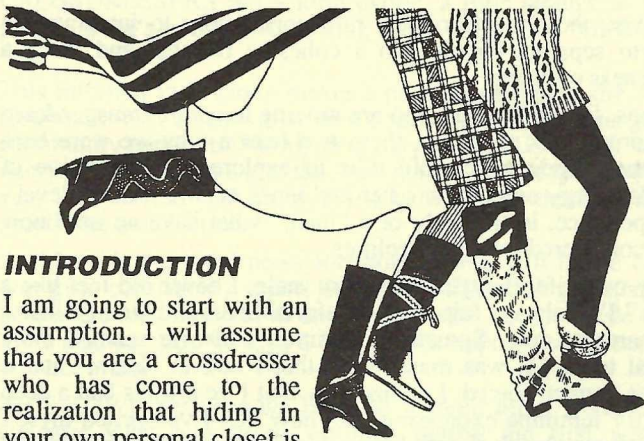 INTRODUCTION
I am going to start with an
assumption. I will assume
that you are a crossdresser
who has come to the
realization that hiding in
your own personal closet is